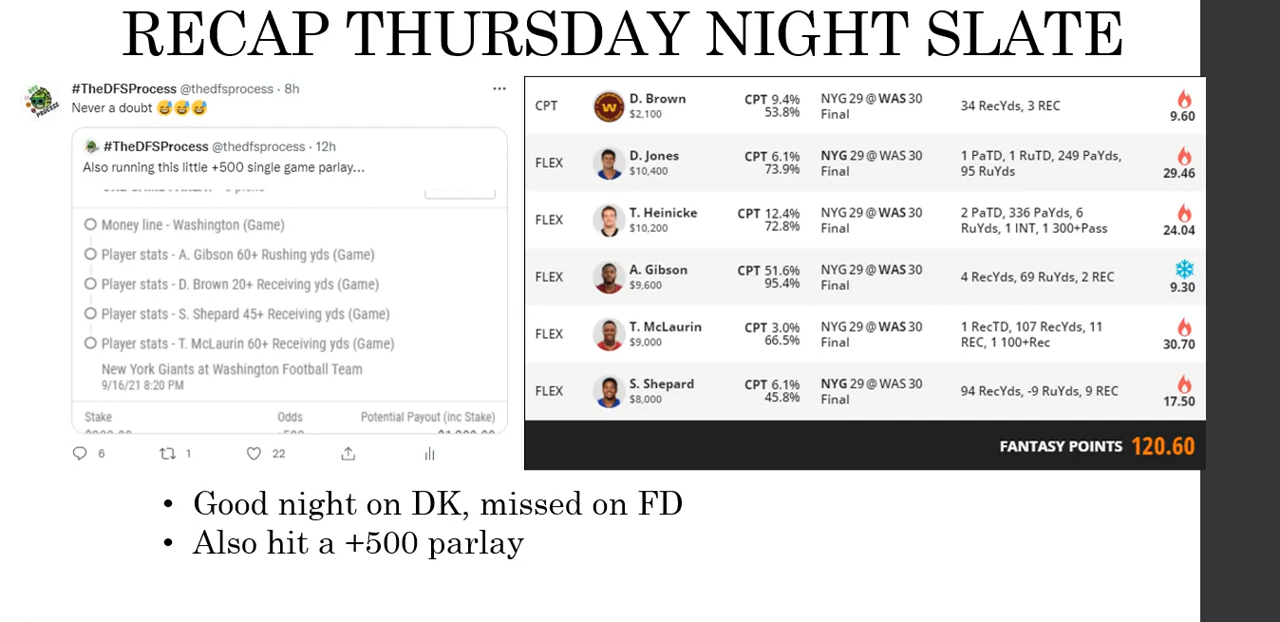 RECAP THURSDAY NIGHT SLATE
#TheDFSProcess @thedfsprocess · 8h
Never a doubt 😅😅😅
#TheDFSProcess @thedfsprocess · 12h
Also running this little +500 single game parlay...
Money line - Washington (Game)
Player stats - A. Gibson 60+ Rushing yds (Game)
Player stats - D. Brown 20+ Receiving yds (Game)
Player stats - S. Shepard 45+ Receiving yds (Game)
Player stats - T. McLaurin 60+ Receiving yds (Game)
New York Giants at Washington Football Team
9/16/21 8:20 PM
Stake Odds Potential Payout (inc Stake)
6 1 22
CPT D. Brown $2,100 CPT 9.4% 53.8% NYG 29 @ WAS 30 Final 34 RecYds, 3 REC 9.60
FLEX D. Jones $10,400 CPT 6.1% 73.9% NYG 29 @ WAS 30 Final 1 PaTD, 1 RuTD, 249 PaYds, 95 RuYds 29.46
FLEX T. Heinicke $10,200 CPT 12.4% 72.8% NYG 29 @ WAS 30 Final 2 PaTD, 336 PaYds, 6 RuYds, 1 INT, 1 300+Pass 24.04
FLEX A. Gibson $9,600 CPT 51.6% 95.4% NYG 29 @ WAS 30 Final 4 RecYds, 69 RuYds, 2 REC 9.30
FLEX T. McLaurin $9,000 CPT 3.0% 66.5% NYG 29 @ WAS 30 Final 1 RecTD, 107 RecYds, 11 REC, 1 100+Rec 30.70
FLEX S. Shepard $8,000 CPT 6.1% 45.8% NYG 29 @ WAS 30 Final 94 RecYds, -9 RuYds, 9 REC 17.50
FANTASY POINTS 120.60
• Good night on DK, missed on FD
• Also hit a +500 parlay